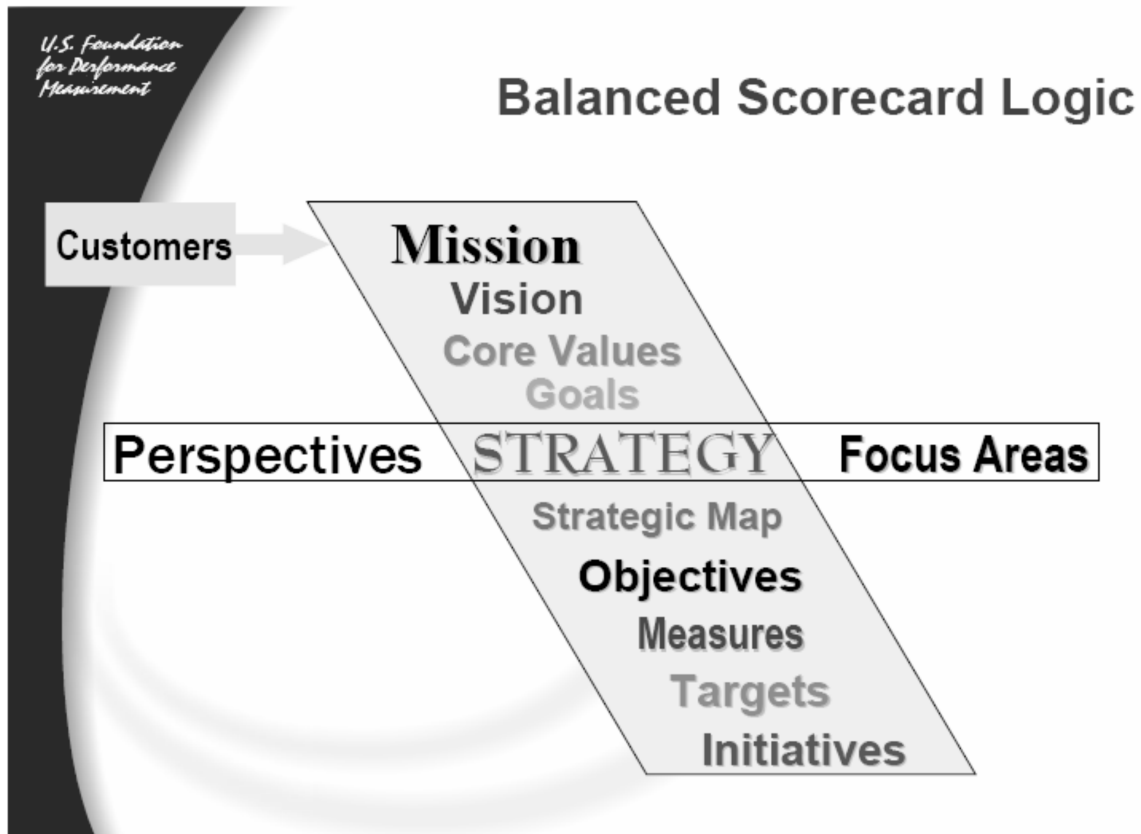 U.S. Foundation
for Performance
Measurement
Balanced Scorecard Logic
Customers
Mission
Vision
Core Values
Goals
Perspectives STRATEGY Focus Areas
Strategic Map
Objectives
Measures
Targets
Initiatives